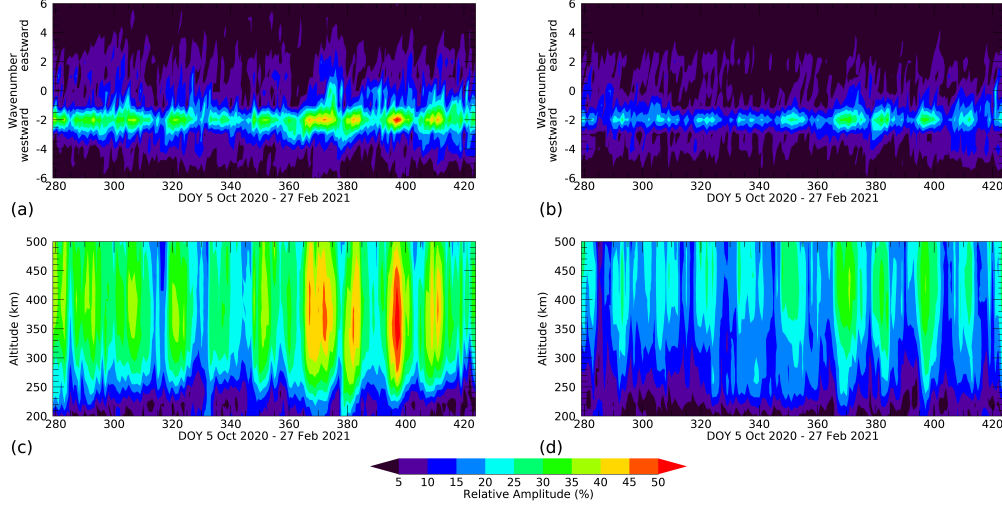 6
4
2
0
-2
-4
-6
Wavenumber
westward eastward
280 300 320 340 360 380 400 420
DOY 5 Oct 2020 - 27 Feb 2021
(a)
6
4
2
0
-2
-4
-6
Wavenumber
westward eastward
280 300 320 340 360 380 400 420
DOY 5 Oct 2020 - 27 Feb 2021
(b)
500
450
400
350
300
250
200
Altitude (km)
280 300 320 340 360 380 400 420
DOY 5 Oct 2020 - 27 Feb 2021
(c)
500
450
400
350
300
250
200
Altitude (km)
280 300 320 340 360 380 400 420
DOY 5 Oct 2020 - 27 Feb 2021
(d)
5 10 15 20 25 30 35 40 45 50
Relative Amplitude (%)